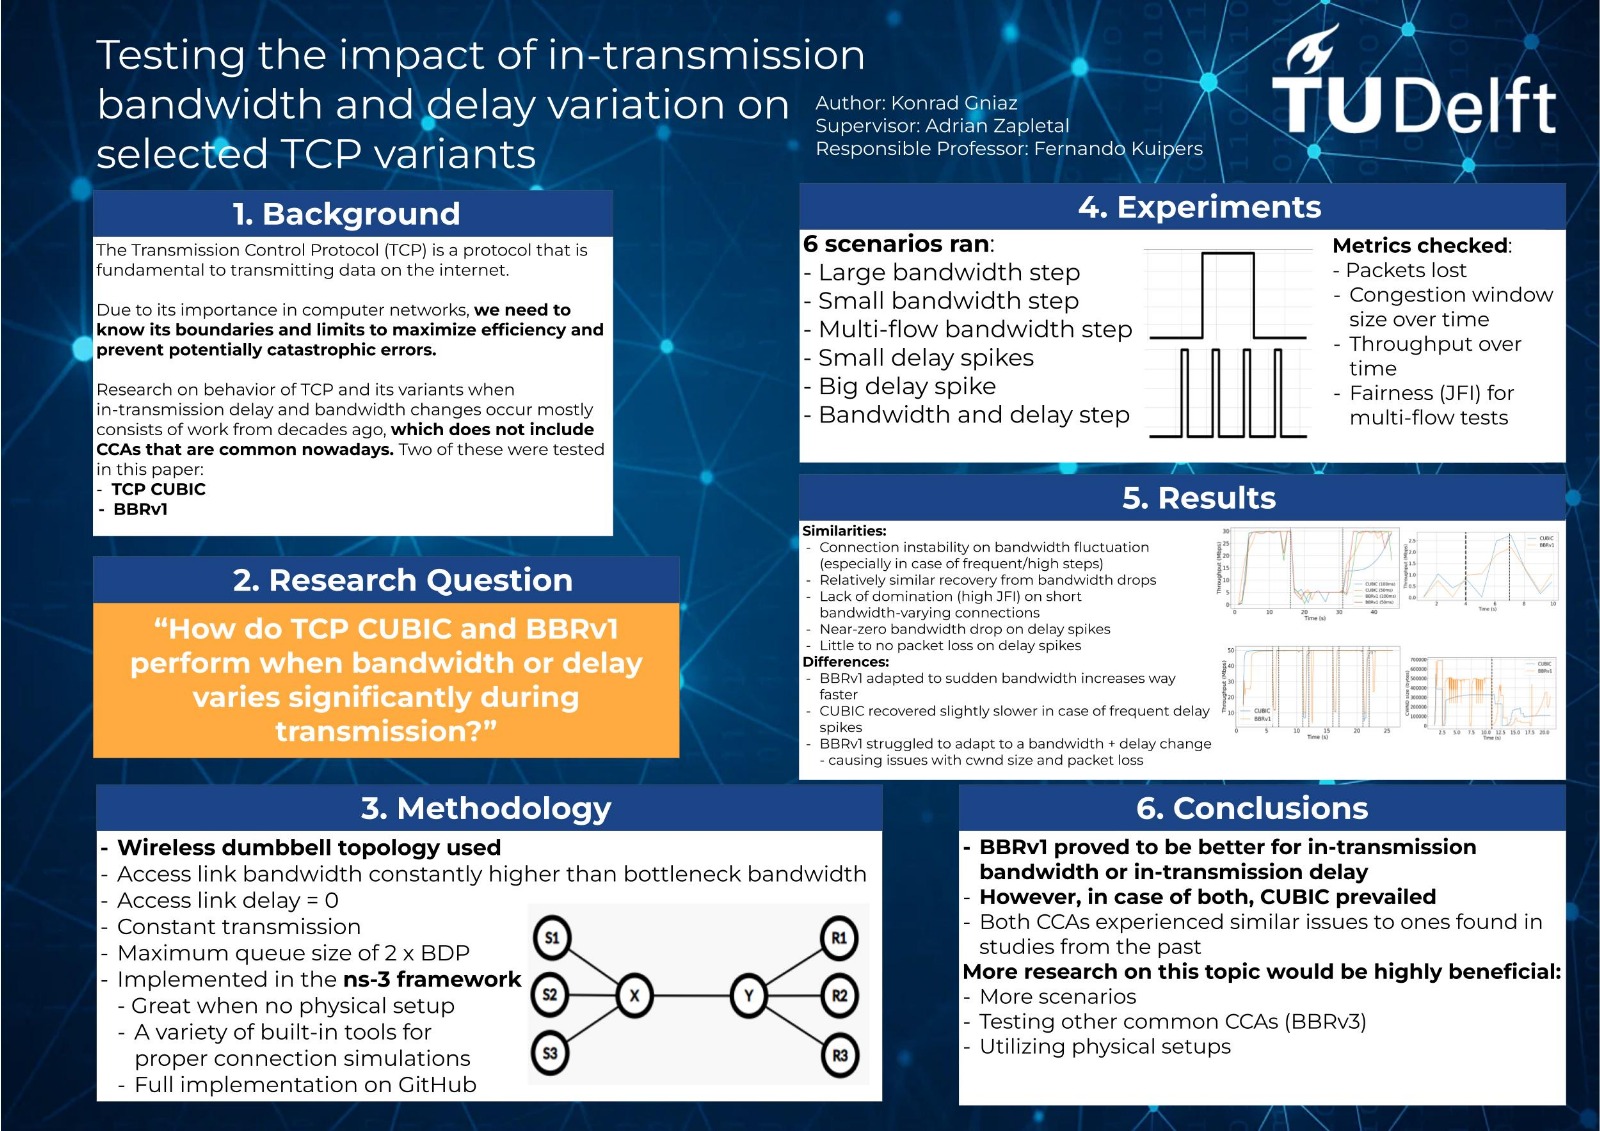 Testing the impact of in-transmission
bandwidth and delay variation on
selected TCP variants
Author: Konrad Gniaz
Supervisor: Adrian Zapletal
Responsible Professor: Fernando Kuipers
TU Delft
1. Background
The Transmission Control Protocol (TCP) is a protocol that is
fundamental to transmitting data on the internet.
Due to its importance in computer networks, we need to
know its boundaries and limits to maximize efficiency and
prevent potentially catastrophic errors.
Research on behavior of TCP and its variants when
in-transmission delay and bandwidth changes occur mostly
consists of work from decades ago, which does not include
CCAs that are common nowadays. Two of these were tested
in this paper:
- TCP CUBIC
- BBRv1
2. Research Question
“How do TCP CUBIC and BBRv1
perform when bandwidth or delay
varies significantly during
transmission?”
3. Methodology
- Wireless dumbbell topology used
- Access link bandwidth constantly higher than bottleneck bandwidth
- Access link delay = 0
- Constant transmission
- Maximum queue size of 2 x BDP
- Implemented in the ns-3 framework
- Great when no physical setup
- A variety of built-in tools for
proper connection simulations
- Full implementation on GitHub
S1
S2
S3
X
Y
R1
R2
R3
4. Experiments
6 scenarios ran:
- Large bandwidth step
- Small bandwidth step
- Multi-flow bandwidth step
- Small delay spikes
- Big delay spike
- Bandwidth and delay step
Metrics checked:
- Packets lost
- Congestion window
size over time
- Throughput over
time
- Fairness (JFI) for
multi-flow tests
5. Results
Similarities:
- Connection instability on bandwidth fluctuation
(especially in case of frequent/high steps)
- Relatively similar recovery from bandwidth drops
- Lack of domination (high JFI) on short
bandwidth-varying connections
- Near-zero bandwidth drop on delay spikes
- Little to no packet loss on delay spikes
Differences:
- BBRv1 adapted to sudden bandwidth increases way
faster
- CUBIC recovered slightly slower in case of frequent delay
spikes
- BBRv1 struggled to adapt to a bandwidth + delay change
- causing issues with cwnd size and packet loss
Throughput (Mbps)
Time (s)
CUBIC
BBRv1
6. Conclusions
- BBRv1 proved to be better for in-transmission
bandwidth or in-transmission delay
- However, in case of both, CUBIC prevailed
- Both CCAs experienced similar issues to ones found in
studies from the past
More research on this topic would be highly beneficial:
- More scenarios
- Testing other common CCAs (BBRv3)
- Utilizing physical setups